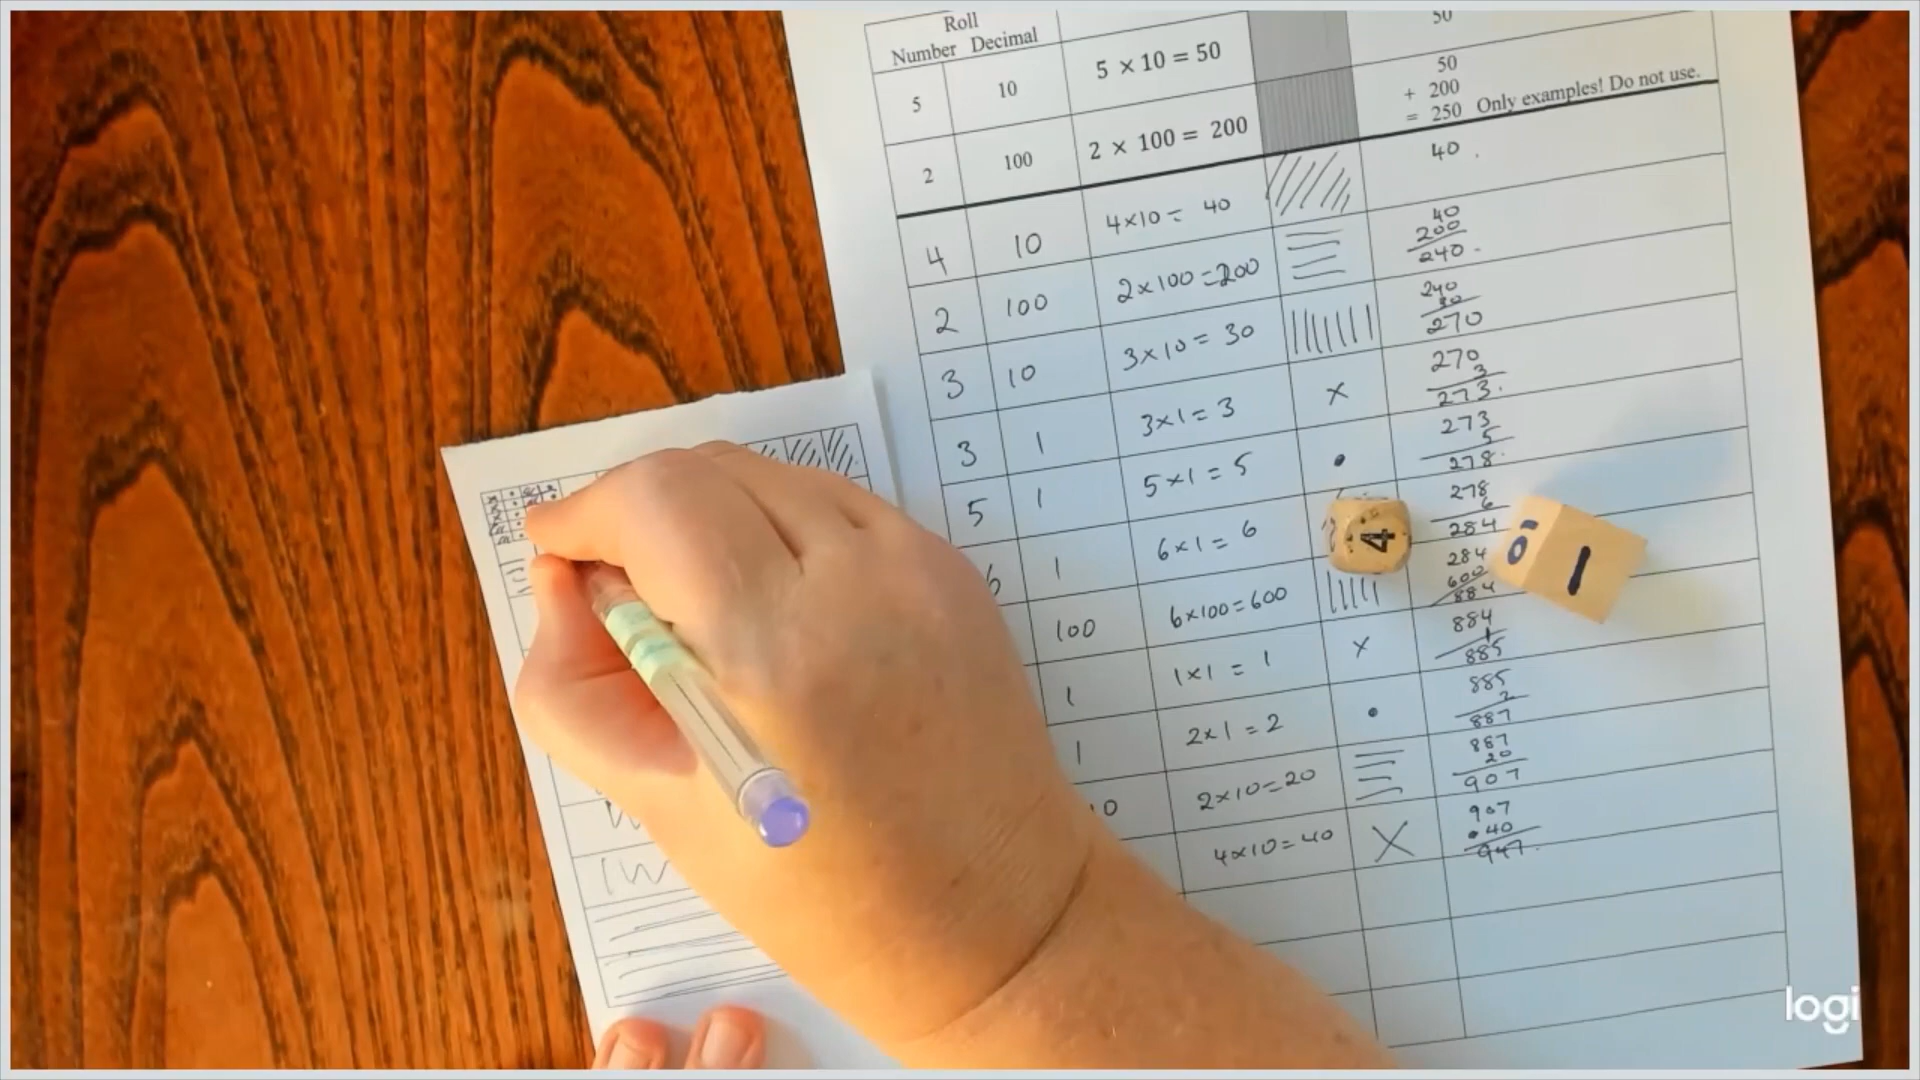 Roll
Number Decimal
50
5 10 5 × 10 = 50
50
+ 200
= 250 Only examples! Do not use.
2 100 2 × 100 = 200
40
4 10 4×10 = 40
40
200
240
2 100 2×100 = 200
240
30
270
3 10 3×10 = 30
270
3
273
3 1 3×1 = 3 ×
273
5
278
5 1 5×1 = 5
278
6
284
6 1 6×1 = 6
284
600
884
100 6×100 = 600
884
1
885
1 1×1 = 1 ×
885
2
887
1 2×1 = 2
887
20
907
10 2×10 = 20
907
40
947
4×10 = 40 ×
4
10
1
logi